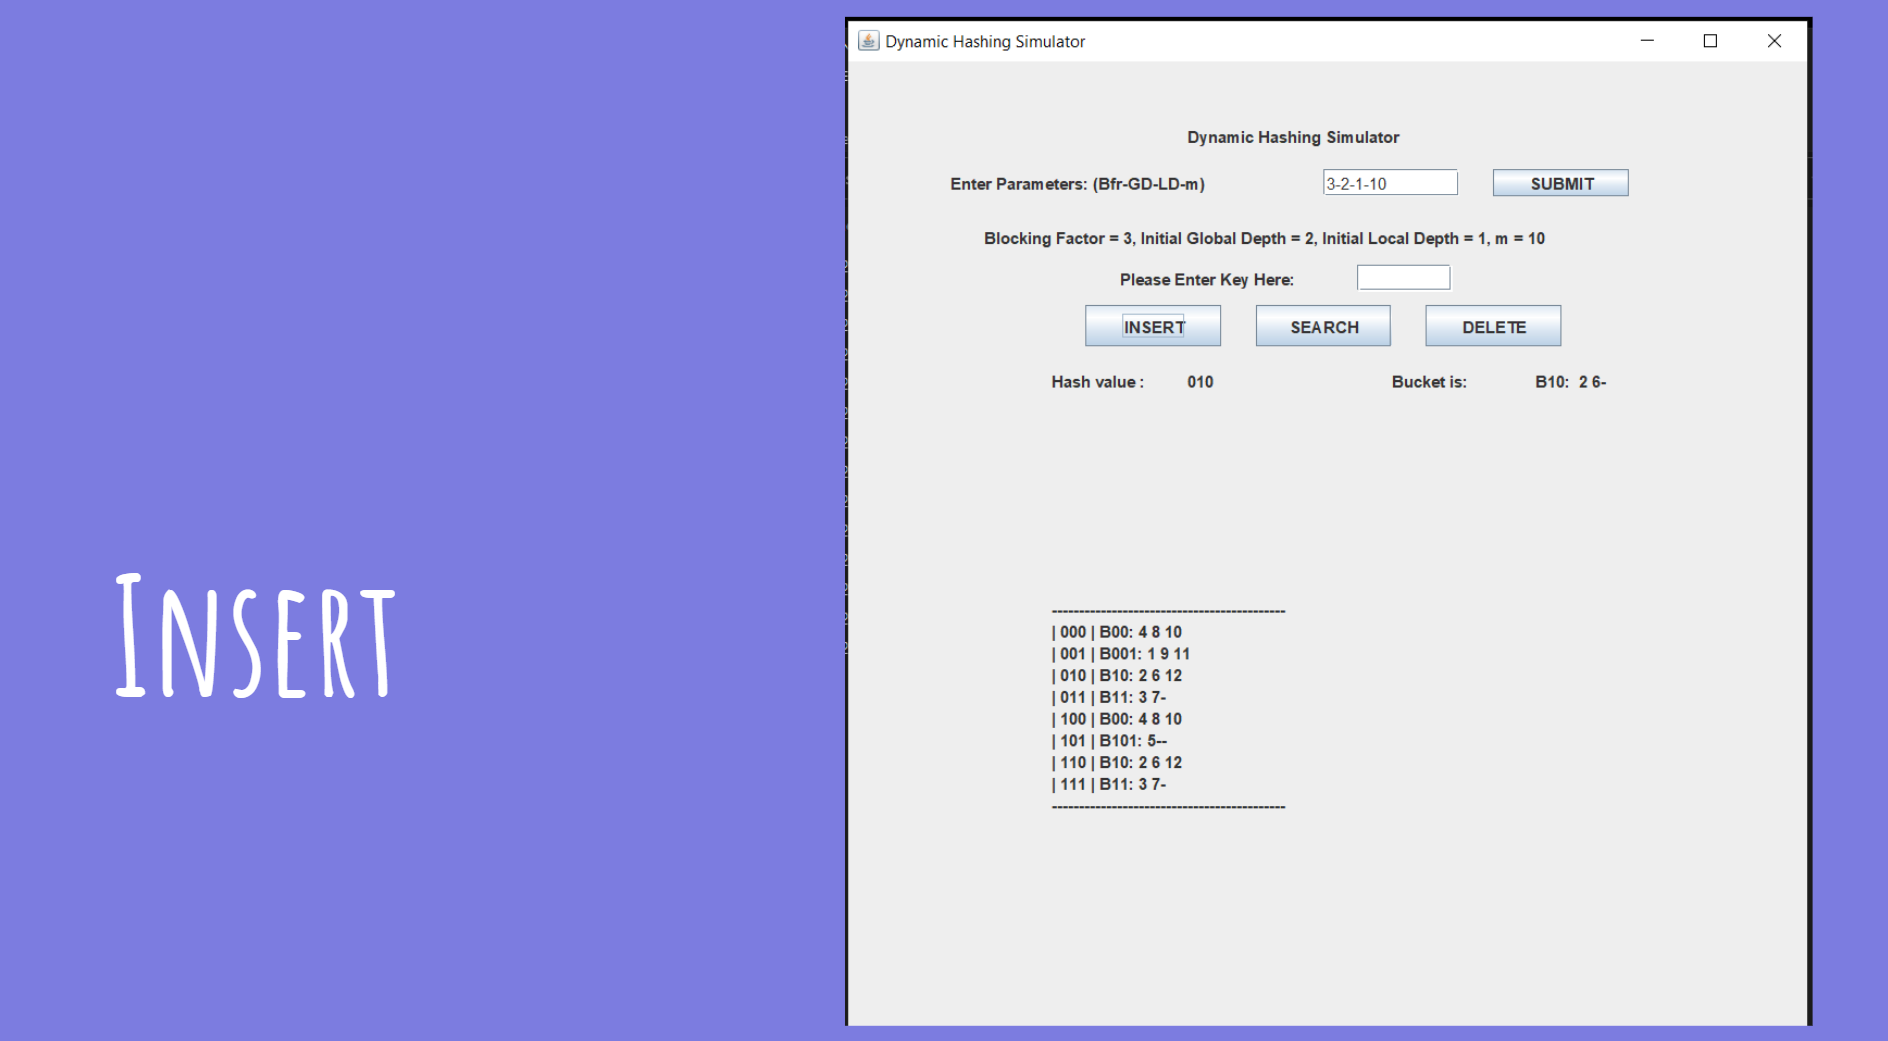 INSERT
Dynamic Hashing Simulator
Dynamic Hashing Simulator
Enter Parameters: (Bfr-GD-LD-m) 3-2-1-10 SUBMIT
Blocking Factor = 3, Initial Global Depth = 2, Initial Local Depth = 1, m = 10
Please Enter Key Here:
INSERT SEARCH DELETE
Hash value : 010 Bucket is: B10: 2 6-
-------------------------------------------
| 000 | B00: 4 8 10
| 001 | B001: 1 9 11
| 010 | B10: 2 6 12
| 011 | B11: 3 7-
| 100 | B00: 4 8 10
| 101 | B101: 5--
| 110 | B10: 2 6 12
| 111 | B11: 3 7-
-------------------------------------------